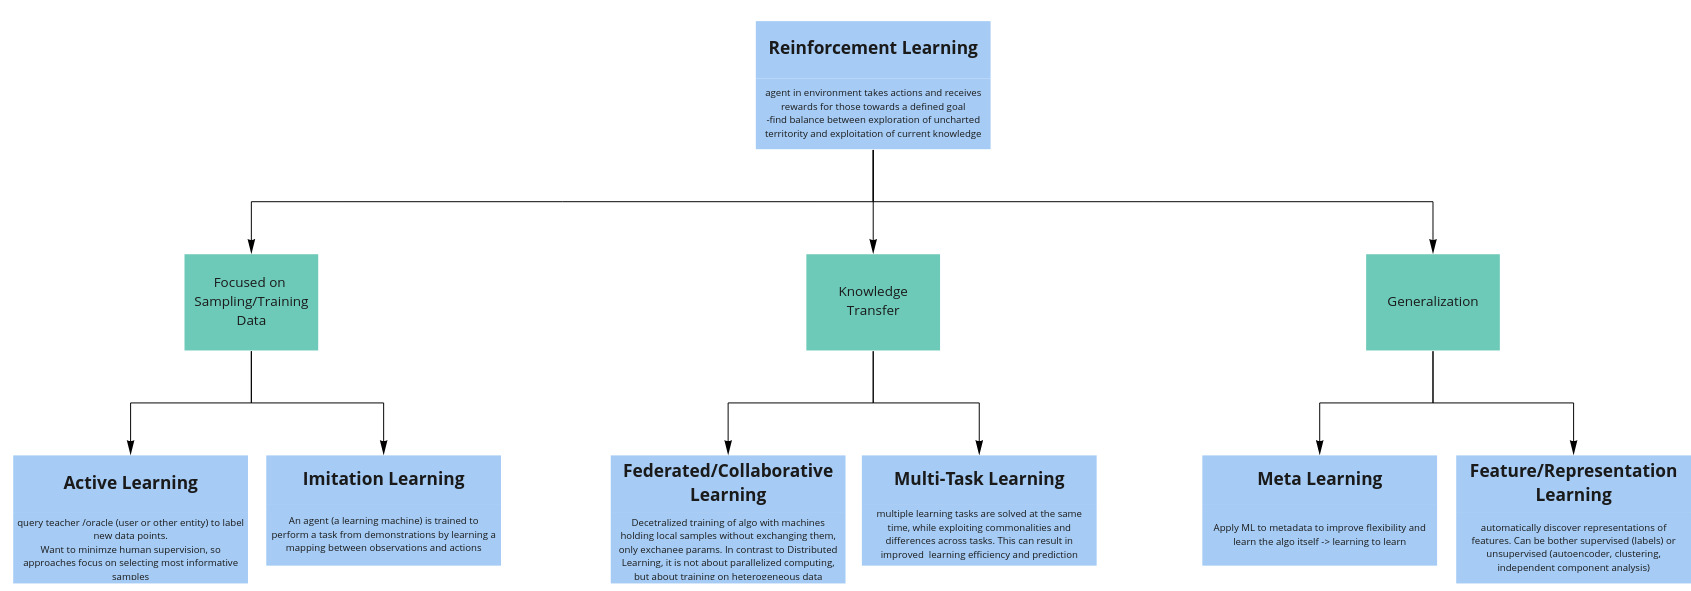 Reinforcement Learning
agent in environment takes actions and receives
rewards for those towards a defined goal
-find balance between exploration of uncharted
territority and exploitation of current knowledge
Focused on
Sampling/Training
Data
Knowledge
Transfer
Generalization
Active Learning
query teacher /oracle (user or other entity) to label
new data points.
Want to minimze human supervision, so
approaches focus on selecting most informative
samples
Imitation Learning
An agent (a learning machine) is trained to
perform a task from demonstrations by learning a
mapping between observations and actions
Federated/Collaborative
Learning
Decetralized training of algo with machines
holding local samples without exchanging them,
only exchanee params. In contrast to Distributed
Learning, it is not about parallelized computing,
but about training on heterogeneous data
Multi-Task Learning
multiple learning tasks are solved at the same
time, while exploiting commonalities and
differences across tasks. This can result in
improved  learning efficiency and prediction
Meta Learning
Apply ML to metadata to improve flexibility and
learn the algo itself -> learning to learn
Feature/Representation
Learning
automatically discover representations of
features. Can be bother supervised (labels) or
unsupervised (autoencoder, clustering,
independent component analysis)